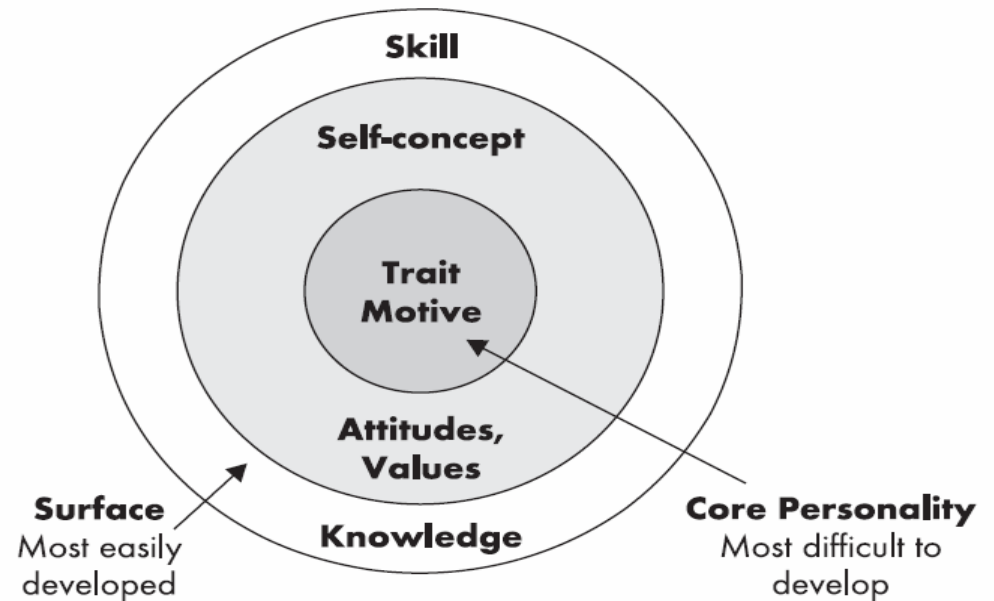 Skill
Self-concept
Trait
Motive
Attitudes,
Values
Knowledge
Surface
Most easily
developed
Core Personality
Most difficult to
develop